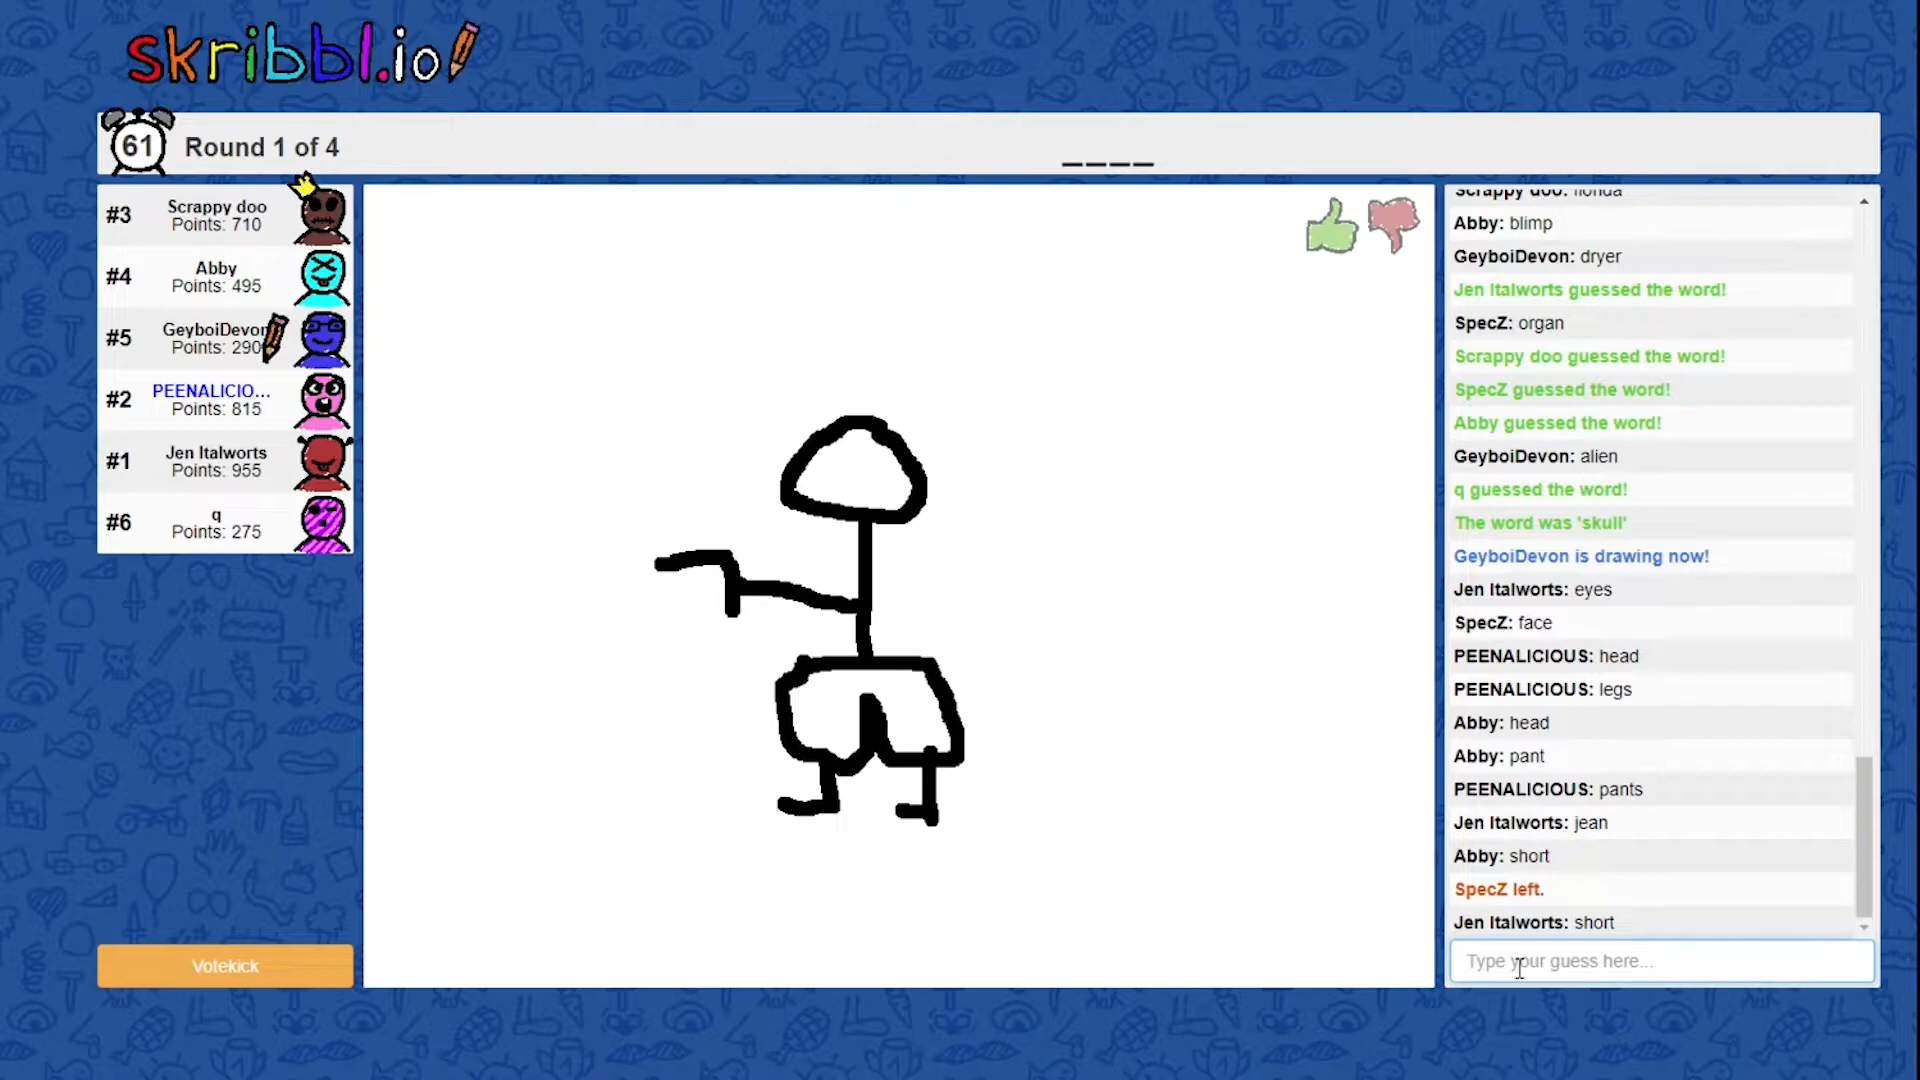 skribbl.io
61
Round 1 of 4
____
#3 Scrappy doo
Points: 710
#4 Abby
Points: 495
#5 GeyboiDevon
Points: 290
#2 PEENALICIO...
Points: 815
#1 Jen Italworts
Points: 955
#6 q
Points: 275
Votekick
Scrappy doo: honda
Abby: blimp
GeyboiDevon: dryer
Jen Italworts guessed the word!
SpecZ: organ
Scrappy doo guessed the word!
SpecZ guessed the word!
Abby guessed the word!
GeyboiDevon: alien
q guessed the word!
The word was 'skull'
GeyboiDevon is drawing now!
Jen Italworts: eyes
SpecZ: face
PEENALICIOUS: head
PEENALICIOUS: legs
Abby: head
Abby: pant
PEENALICIOUS: pants
Jen Italworts: jean
Abby: short
SpecZ left.
Jen Italworts: short
Type your guess here...